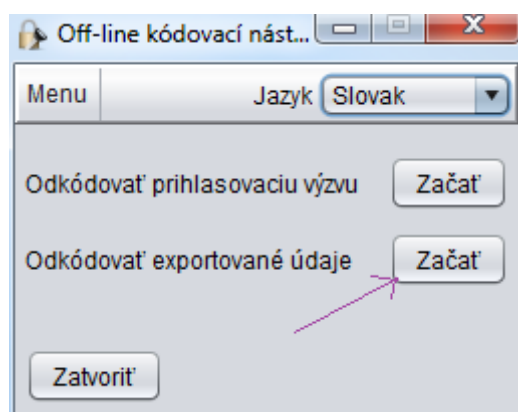 Off-line kódovací nást...
Menu Jazyk Slovak
Odkódovať prihlasovaciu výzvu Začať
Odkódovať exportované údaje Začať
Zatvoriť